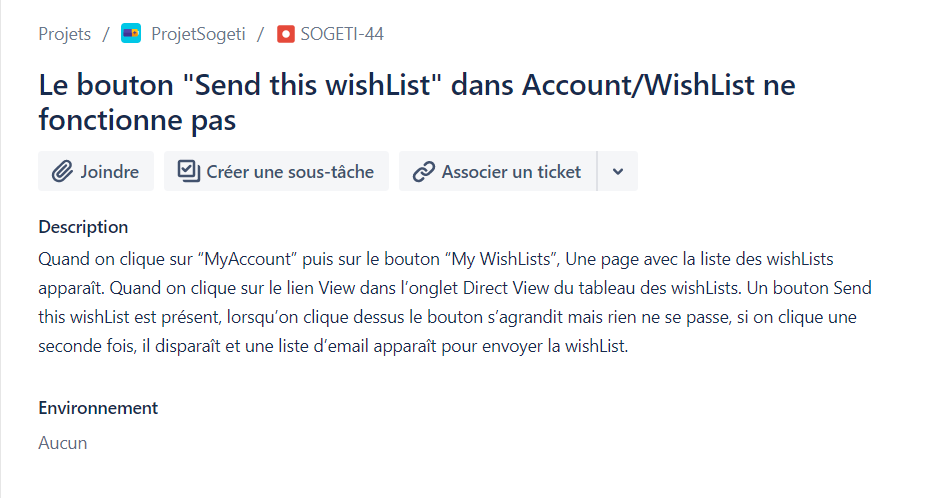 Projets / ProjetSogeti / SOGETI-44
Le bouton "Send this wishList" dans Account/WishList ne
fonctionne pas
Joindre Créer une sous-tâche Associer un ticket
Description
Quand on clique sur “MyAccount” puis sur le bouton “My WishLists”, Une page avec la liste des wishLists
apparaît. Quand on clique sur le lien View dans l’onglet Direct View du tableau des wishLists. Un bouton Send
this wishList est présent, lorsqu’on clique dessus le bouton s’agrandit mais rien ne se passe, si on clique une
seconde fois, il disparaît et une liste d’email apparaît pour envoyer la wishList.
Environnement
Aucun